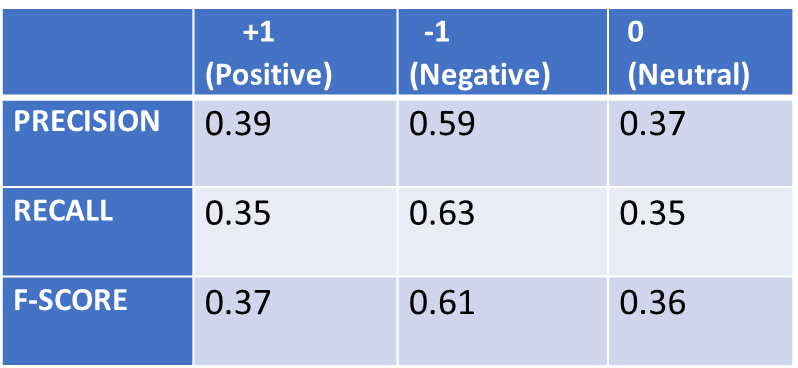 +1 -1 0
(Positive) (Negative) (Neutral)
PRECISION 0.39 0.59 0.37
RECALL 0.35 0.63 0.35
F-SCORE 0.37 0.61 0.36